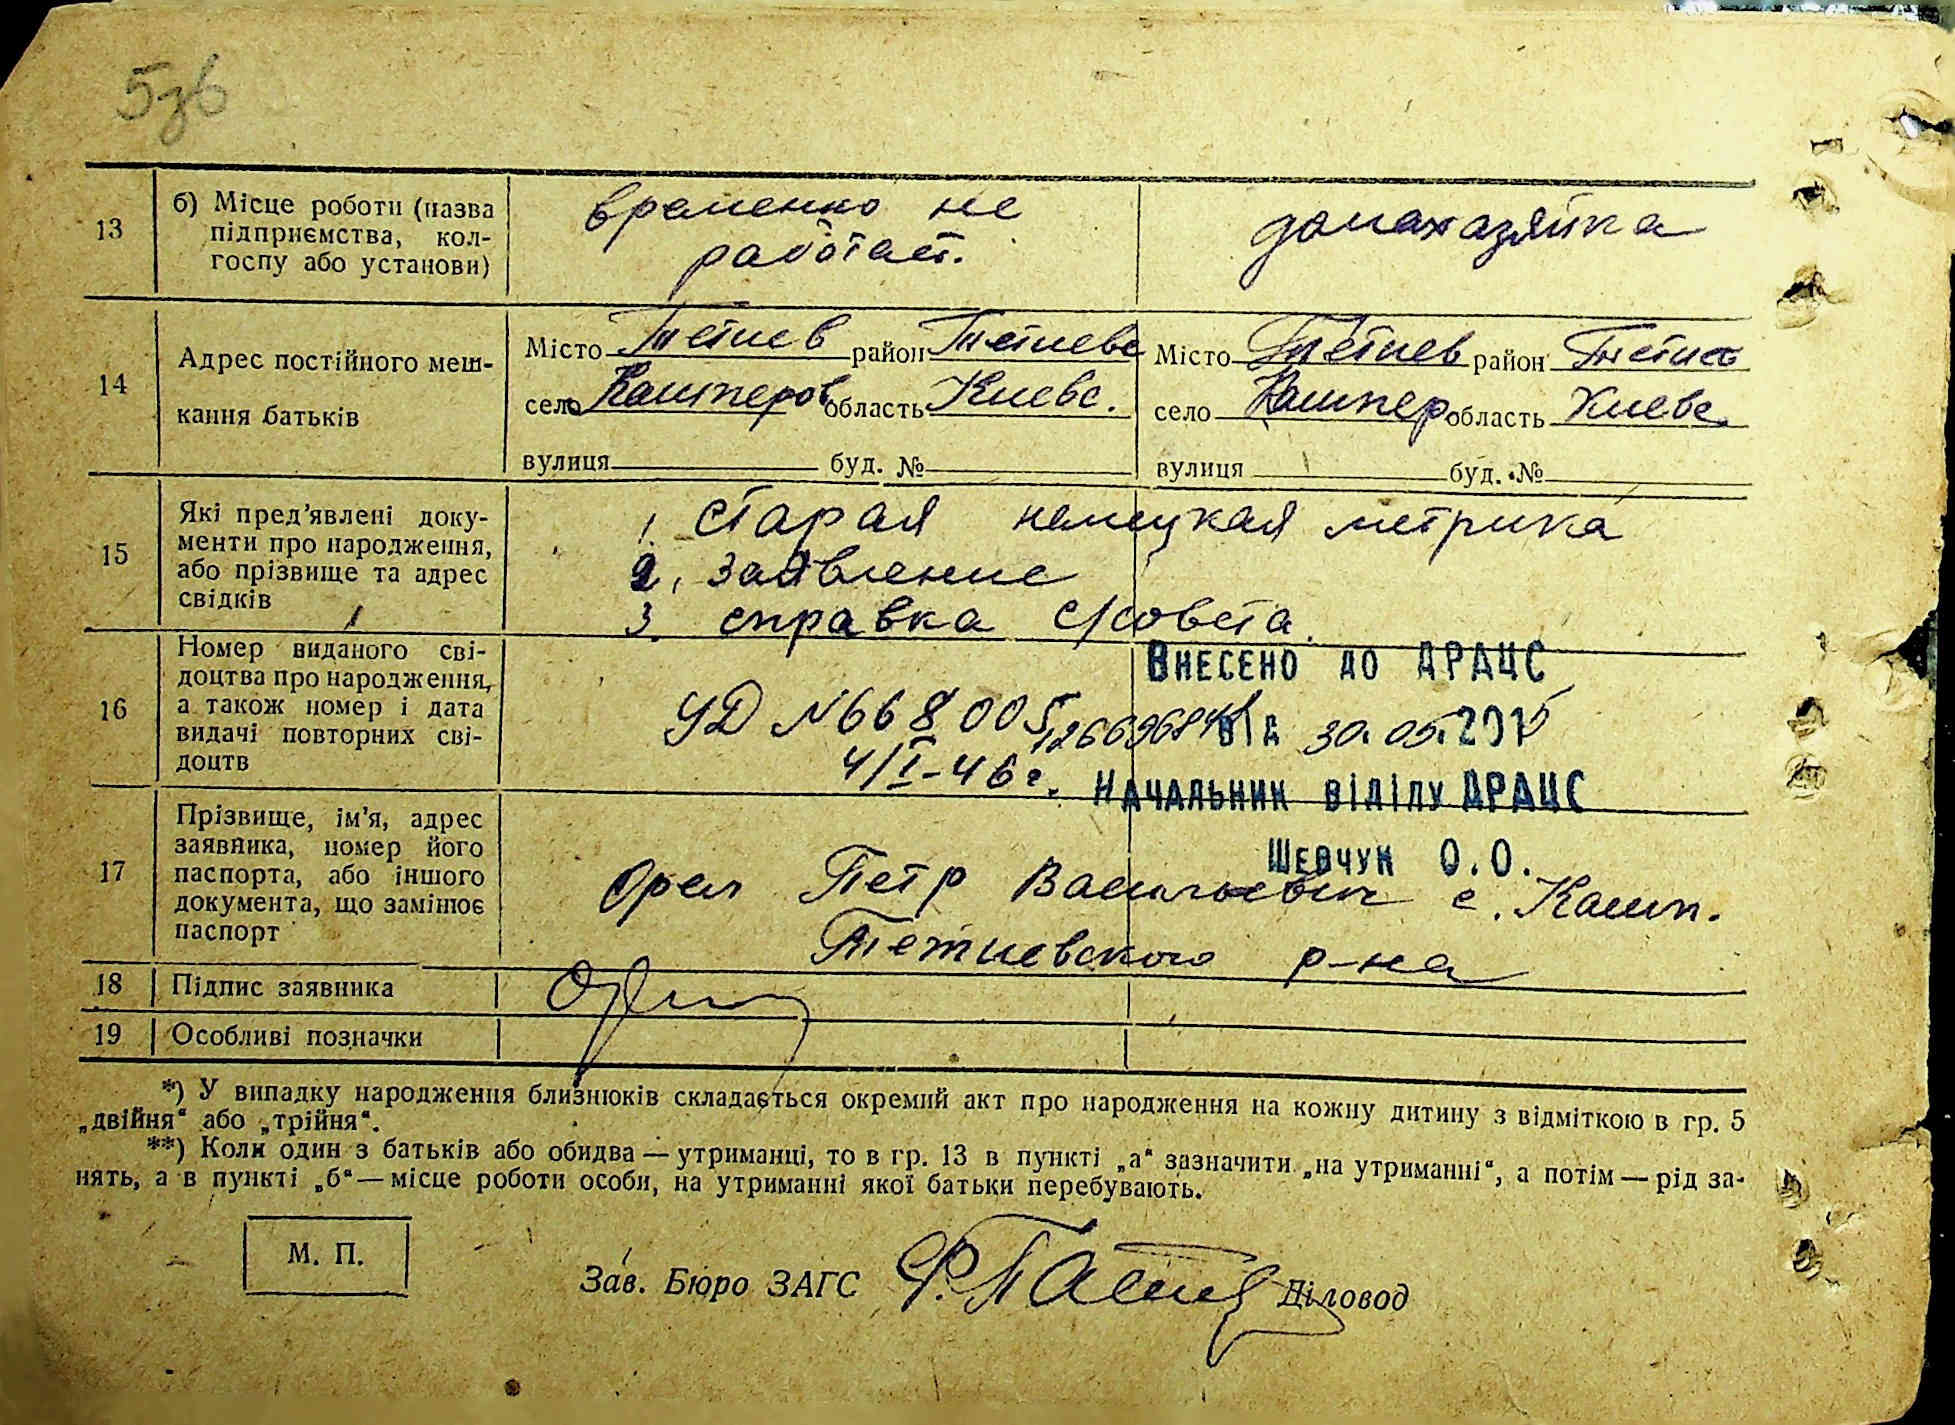 5зв
13
б) Місце роботи (назва
підприємства, кол-
госпу або установи)
временно не
работает.
домахазяйка
14
Адрес постійного меш-
кання батьків
Місто Тетиев район Тетиевс
село Кашперов область Киевс.
вулиця буд. №
Місто Тетиев район Тетиев
село Кашпер область Киевс.
вулиця буд. №
15
Які пред’явлені доку-
менти про народження,
або прізвище та адрес
свідків
1. старая немецкая метрика
2. заявление
3. справка с/совета.
16
Номер виданого сві-
доцтва про народження,
а також номер і дата
видачі повторних сві-
доцтв
УД №668005
4/I-46г.
Внесено до ДРАЦС
від 30.05.2015
Начальник відділу ДРАЦС
Шевчук О.О.
17
Прізвище, ім’я, адрес
заявника, номер його
паспорта, або іншого
документа, що замінює
паспорт
Орел Петр Васильевич с. Кашп.
Тетиевского р-на
18
Підпис заявника
19
Особливі позначки
*) У випадку народження близнюків складається окремий акт про народження на кожну дитину з відміткою в гр. 5
„двійня“ або „трійня“.
**) Коли один з батьків або обидва — утриманці, то в гр. 13 в пункті „а“ зазначити „на утриманні“, а потім — рід за-
нять, а в пункті „б“ — місце роботи особи, на утриманні якої батьки перебувають.
М. П.
Зав. Бюро ЗАГС
Діловод